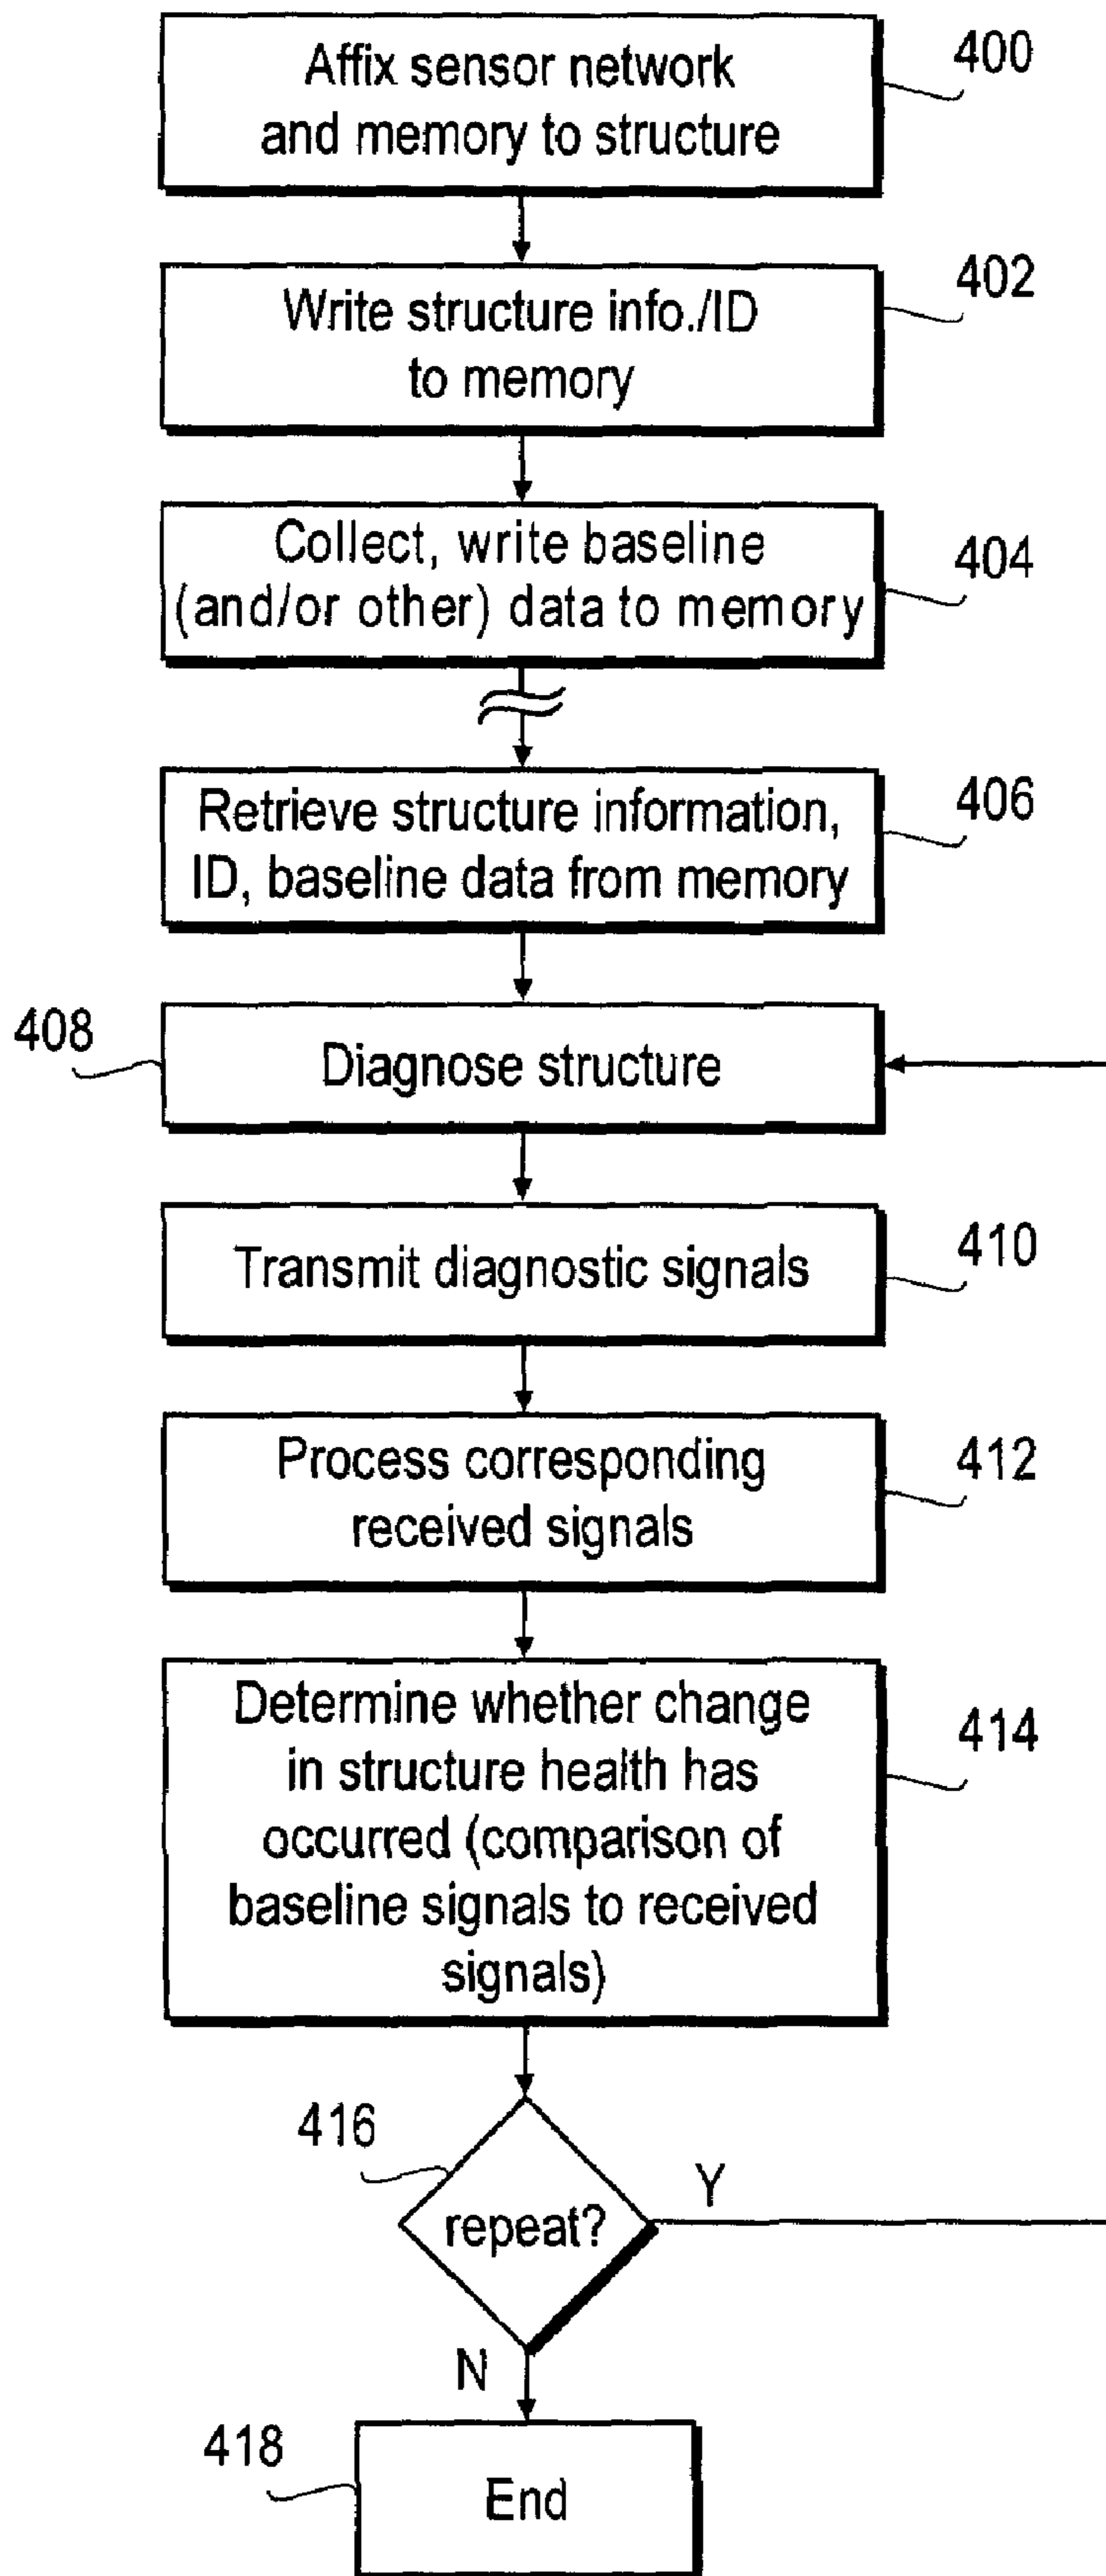 Affix sensor network
and memory to structure
400
Write structure info./ID
to memory
402
Collect, write baseline
(and/or other) data to memory
404
Retrieve structure information,
ID, baseline data from memory
406
408
Diagnose structure
Transmit diagnostic signals
410
Process corresponding
received signals
412
Determine whether change
in structure health has
occurred (comparison of
baseline signals to received
signals)
414
416
repeat?
Y
N
418
End